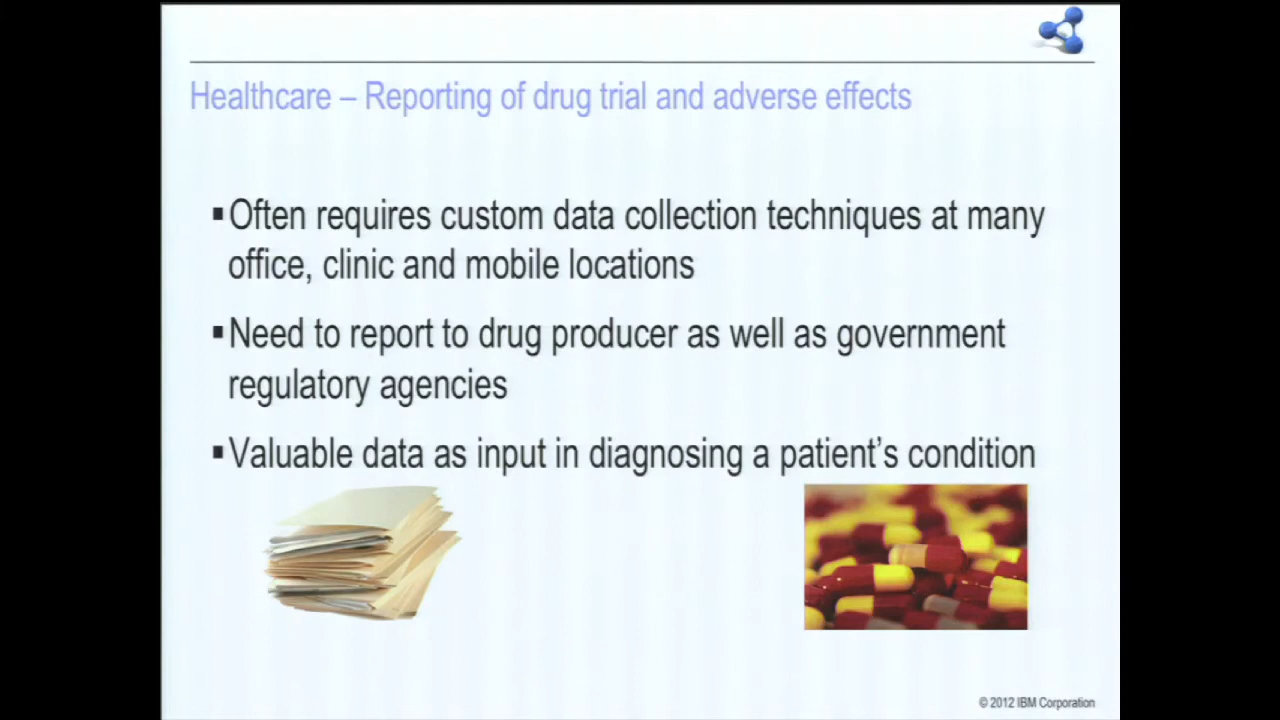 Healthcare – Reporting of drug trial and adverse effects
▪Often requires custom data collection techniques at many
office, clinic and mobile locations
▪Need to report to drug producer as well as government
regulatory agencies
▪Valuable data as input in diagnosing a patient’s condition
© 2012 IBM Corporation